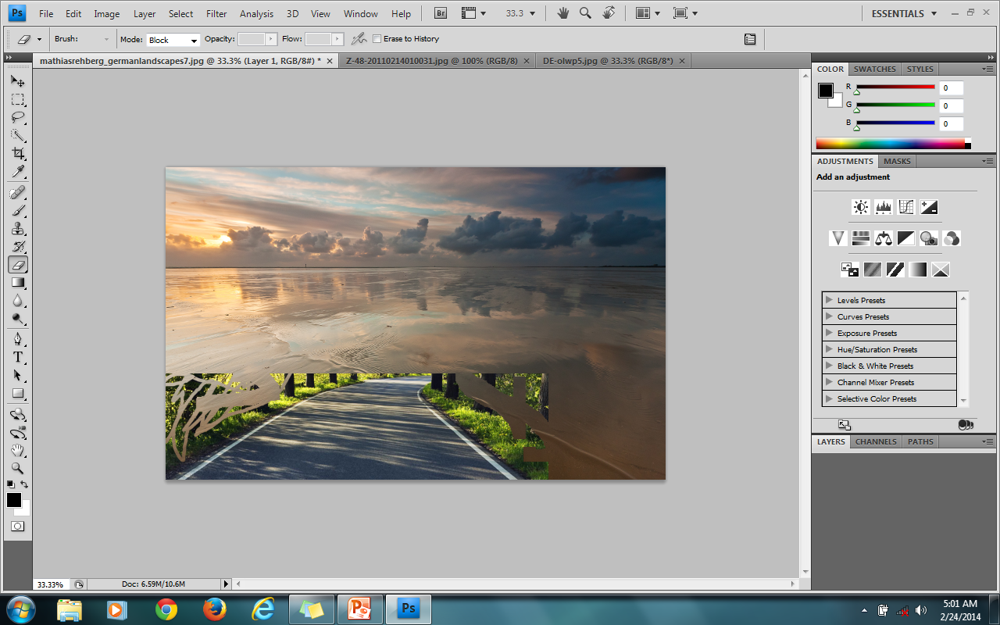 Ps File Edit Image Layer Select Filter Analysis 3D View Window Help Br 33.3 ESSENTIALS
Brush: Mode: Block Opacity: Flow: Erase to History
mathiasrehberg_germanlandscapes7.jpg @ 33.3% (Layer 1, RGB/8#) * Z-48-20110214010031.jpg @ 100% (RGB/8) DE-olwp5.jpg @ 33.3% (RGB/8*)
COLOR SWATCHES STYLES
R 0
G 0
B 0
ADJUSTMENTS MASKS
Add an adjustment
Levels Presets
Curves Presets
Exposure Presets
Hue/Saturation Presets
Black & White Presets
Channel Mixer Presets
Selective Color Presets
LAYERS CHANNELS PATHS
T
33.33% Doc: 6.59M/10.6M
Ps
5:01 AM
2/24/2014